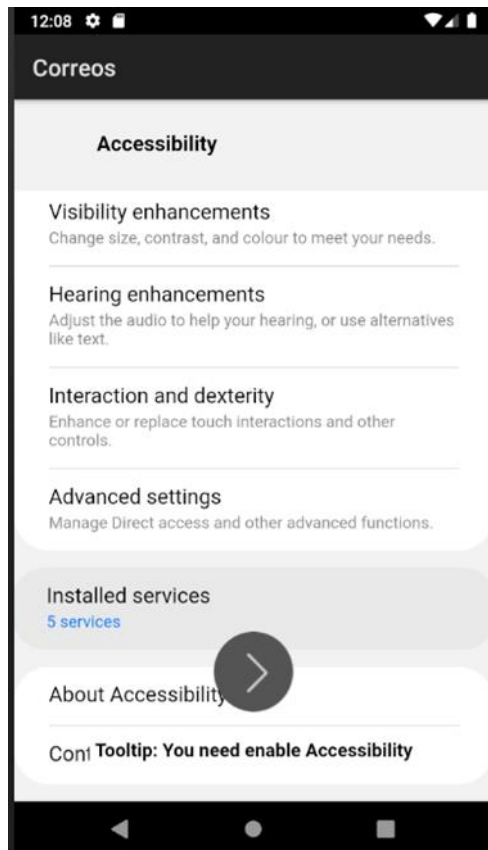 12:08
Correos
Accessibility
Visibility enhancements
Change size, contrast, and colour to meet your needs.
Hearing enhancements
Adjust the audio to help your hearing, or use alternatives
like text.
Interaction and dexterity
Enhance or replace touch interactions and other
controls.
Advanced settings
Manage Direct access and other advanced functions.
Installed services
5 services
About Accessibility
Tooltip: You need enable Accessibility